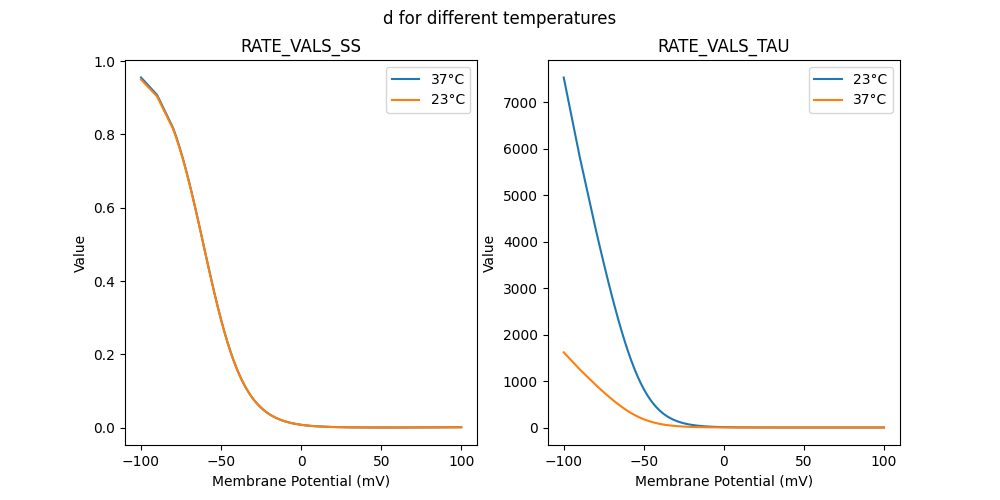 d for different temperatures
RATE_VALS_SS
RATE_VALS_TAU
1.0
0.8
0.6
0.4
0.2
0.0
Value
−100
−50
0
50
100
Membrane Potential (mV)
37°C
23°C
7000
6000
5000
4000
3000
2000
1000
0
Value
−100
−50
0
50
100
Membrane Potential (mV)
23°C
37°C